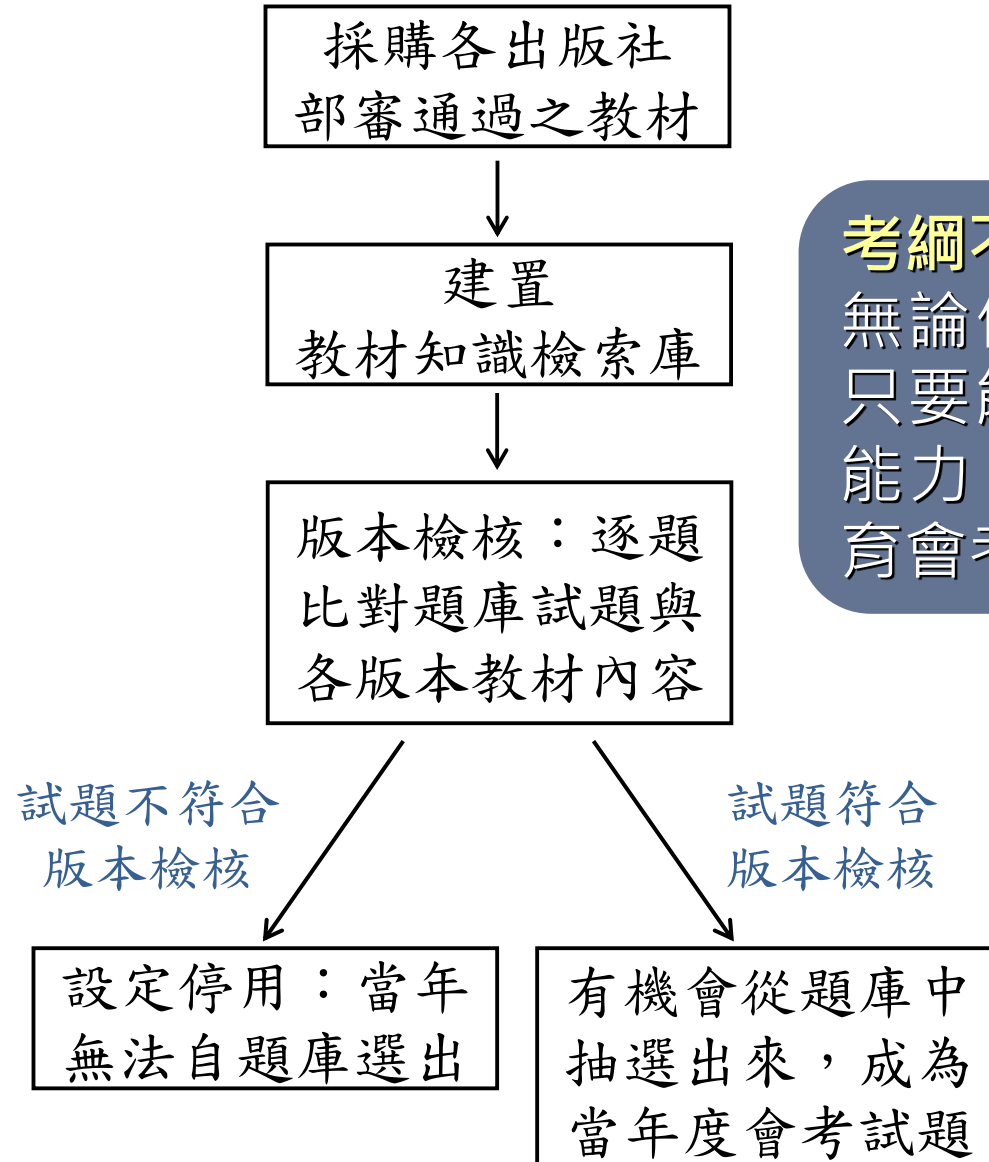 採購各出版社
部審通過之教材
建置
教材知識檢索庫
版本檢核：逐題
比對題庫試題與
各版本教材內容
考綱
無論
只要
能力
育會
試題不符合
版本檢核
試題符合
版本檢核
設定停用：當年
無法自題庫選出
有機會從題庫中
抽選出來，成為
當年度會考試題